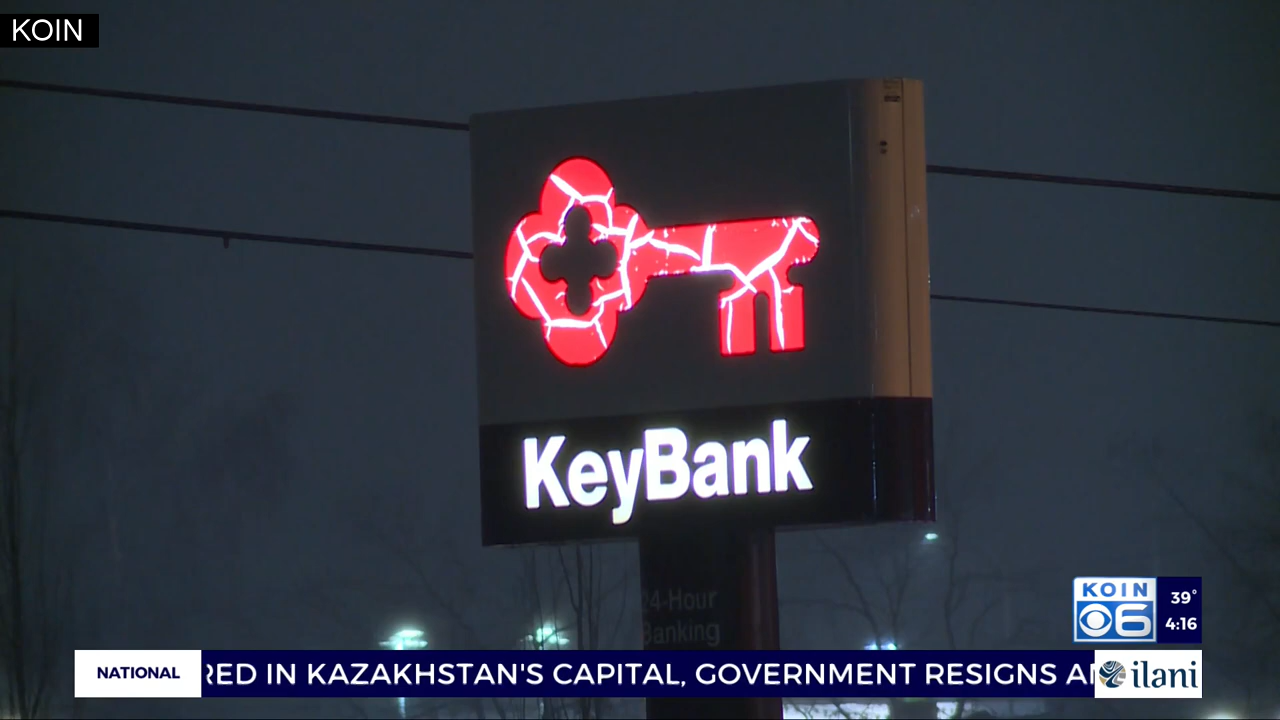 KOIN
KeyBank
24-Hour
Banking
KOIN
6
39°
4:16
NATIONAL
RED IN KAZAKHSTAN'S CAPITAL, GOVERNMENT RESIGNS
ilani